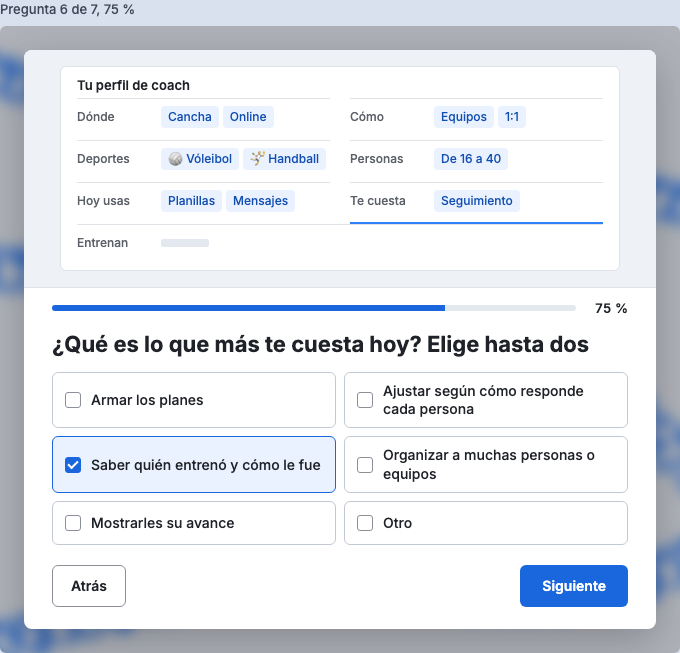 Pregunta 6 de 7, 75 %
Tu perfil de coach
Dónde Cancha Online
Cómo Equipos 1:1
Deportes Vóleibol Handball
Personas De 16 a 40
Hoy usas Planillas Mensajes
Te cuesta Seguimiento
Entrenan
75 %
¿Qué es lo que más te cuesta hoy? Elige hasta dos
Armar los planes
Ajustar según cómo responde
cada persona
Saber quién entrenó y cómo le fue
Organizar a muchas personas o
equipos
Mostrarles su avance
Otro
Atrás
Siguiente